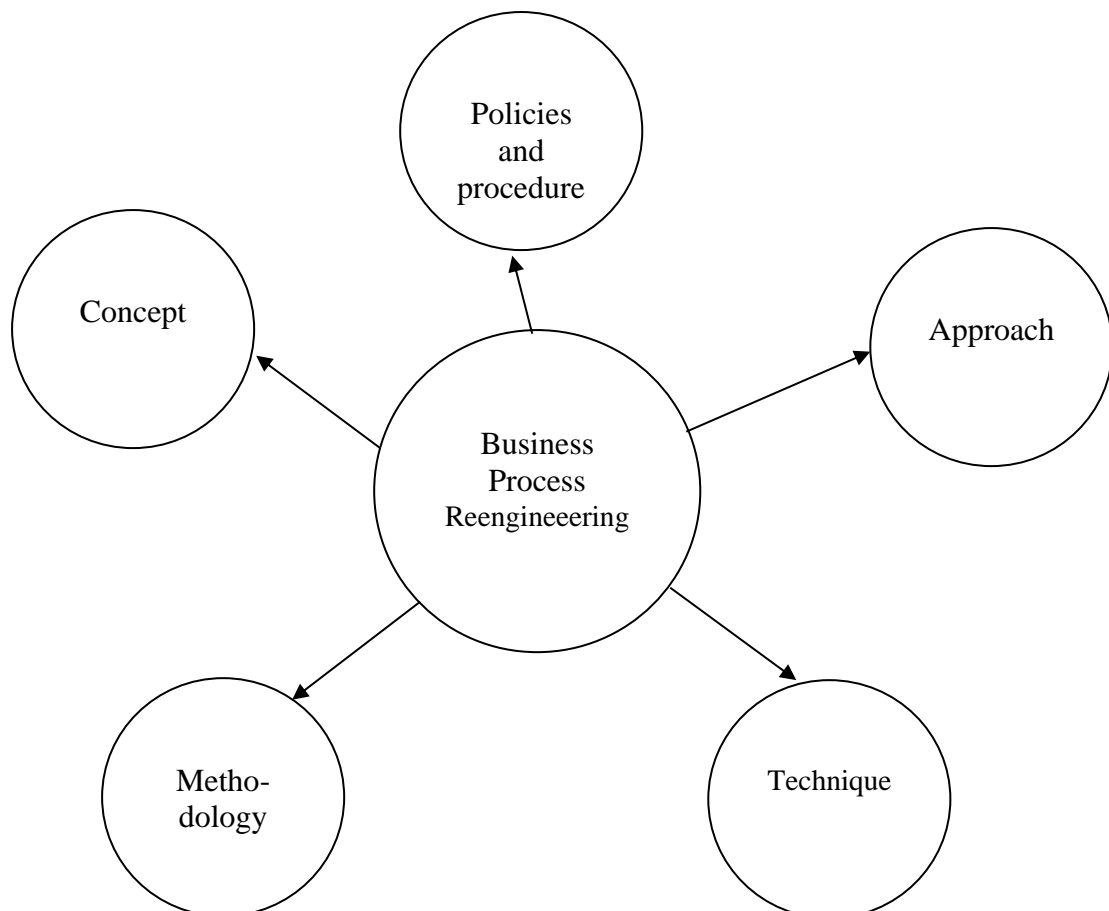 Policies
and
procedure
Concept
Approach
Business
Process
Reengineeering
Metho-
dology
Technique